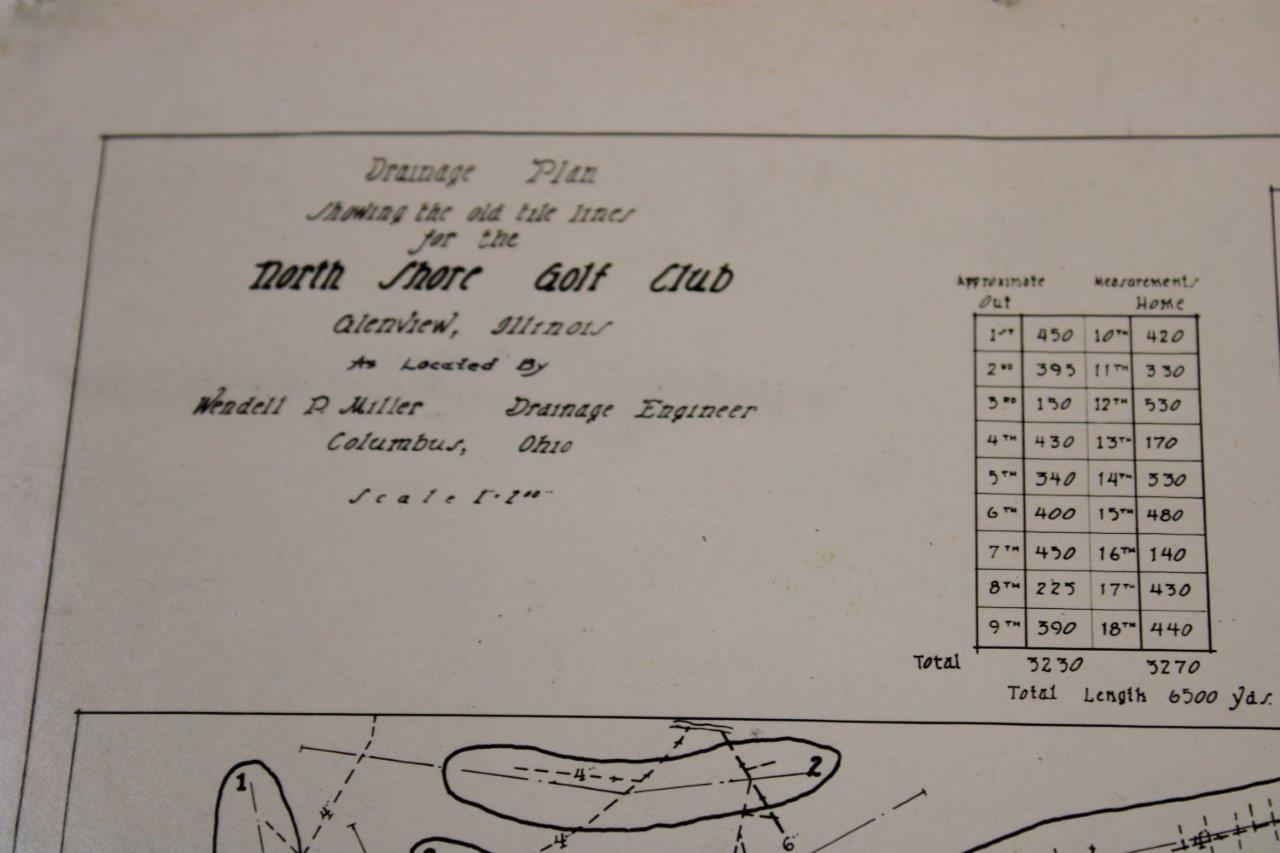 Drainage Plan
Showing the old tile lines
for the
North Shore Golf Club
Glenview, Illinois
As Located By
Wendell P. Miller Drainage Engineer
Columbus, Ohio
Scale
Approximate Measurements
Out Home
1ST 450 10TH 420
2ND 395 11TH 330
3RD 150 12TH 530
4TH 430 13TH 170
5TH 340 14TH 330
6TH 400 15TH 480
7TH 450 16TH 140
8TH 225 17TH 430
9TH 390 18TH 440
Total 3230 3270
Total Length 6500 yds.
1
4
4
2
4
6
4